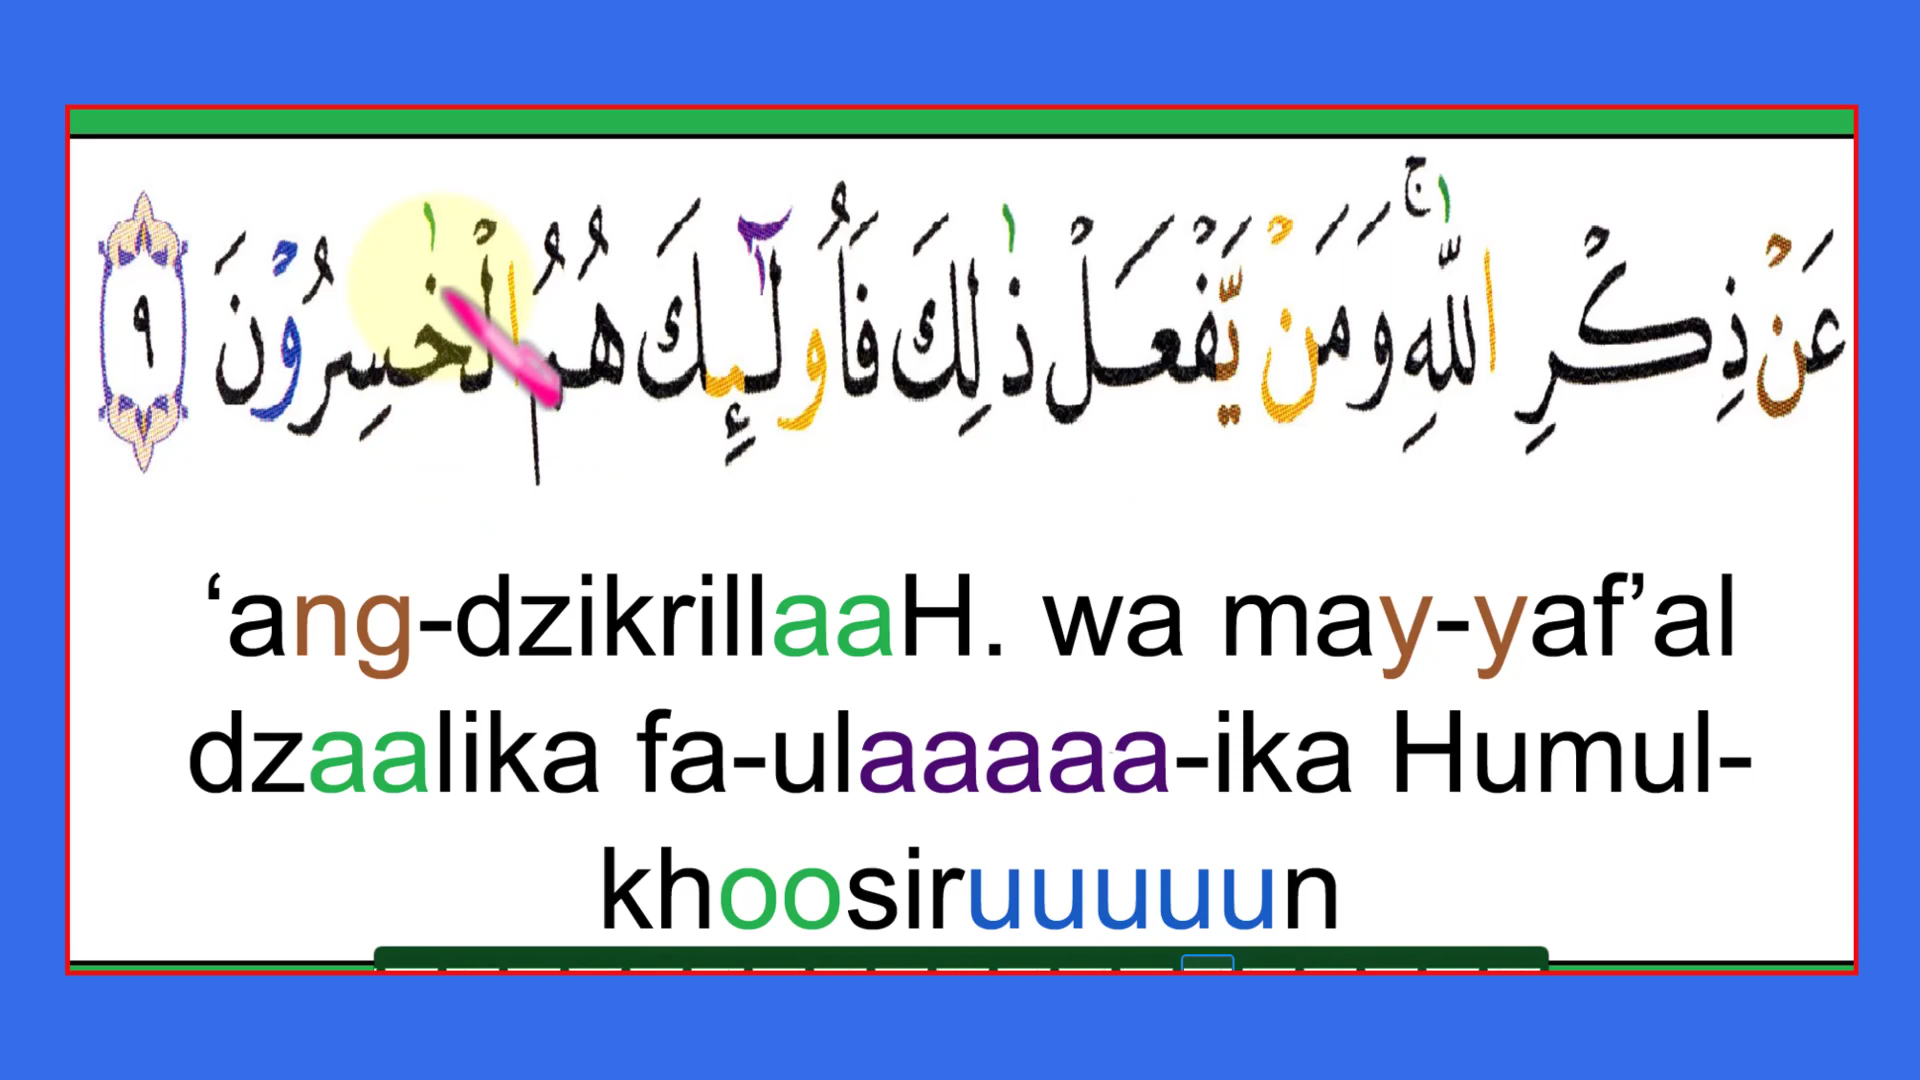 عَنْ ذِكْرِ اللّٰهِ ۚ وَمَنْ يَّفْعَلْ ذٰلِكَ فَأُولٰٓئِكَ هُمُ الْخٰسِرُوْنَ ٩
‘ang-dzikrillaaH. wa may-yaf’al
dzaalika fa-ulaaaaa-ika Humul-
khoosiruuuuun